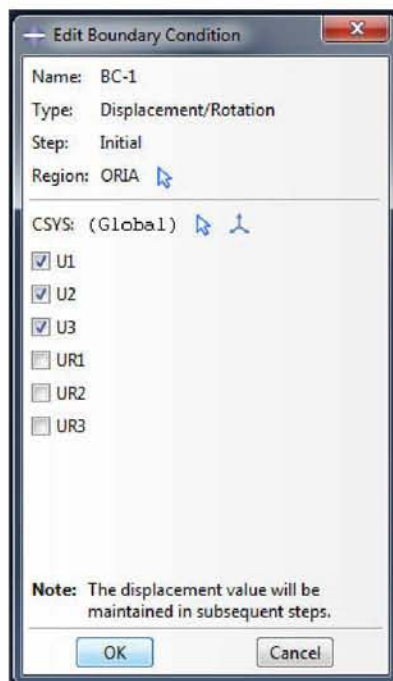 Edit Boundary Condition
Name: BC-1
Type: Displacement/Rotation
Step: Initial
Region: ORIA
CSYS: (Global)
U1
U2
U3
UR1
UR2
UR3
Note: The displacement value will be
maintained in subsequent steps.
OK Cancel